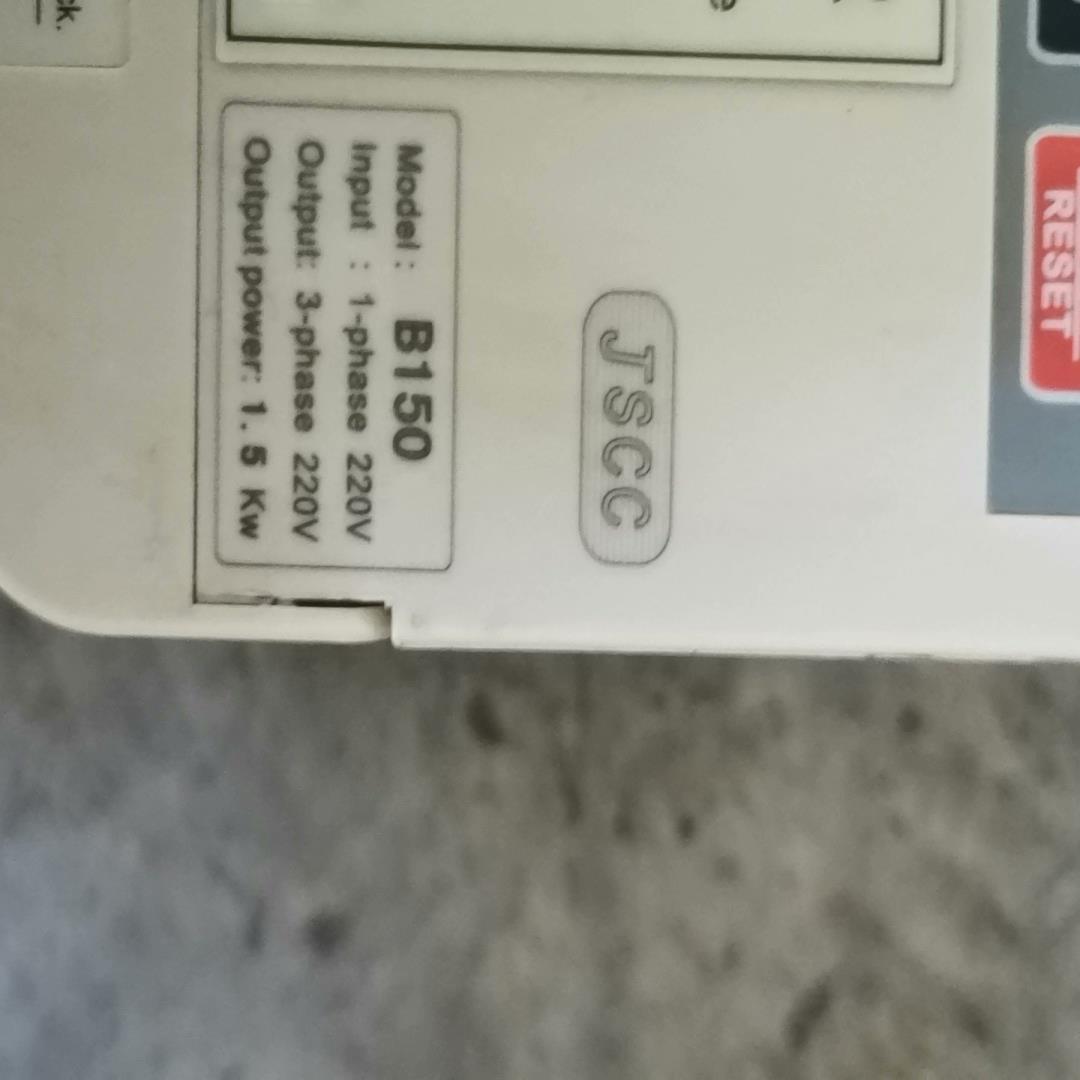 JSCC
Model: B150
Input : 1-phase 220V
Output: 3-phase 220V
Output power: 1.5 Kw
RESET